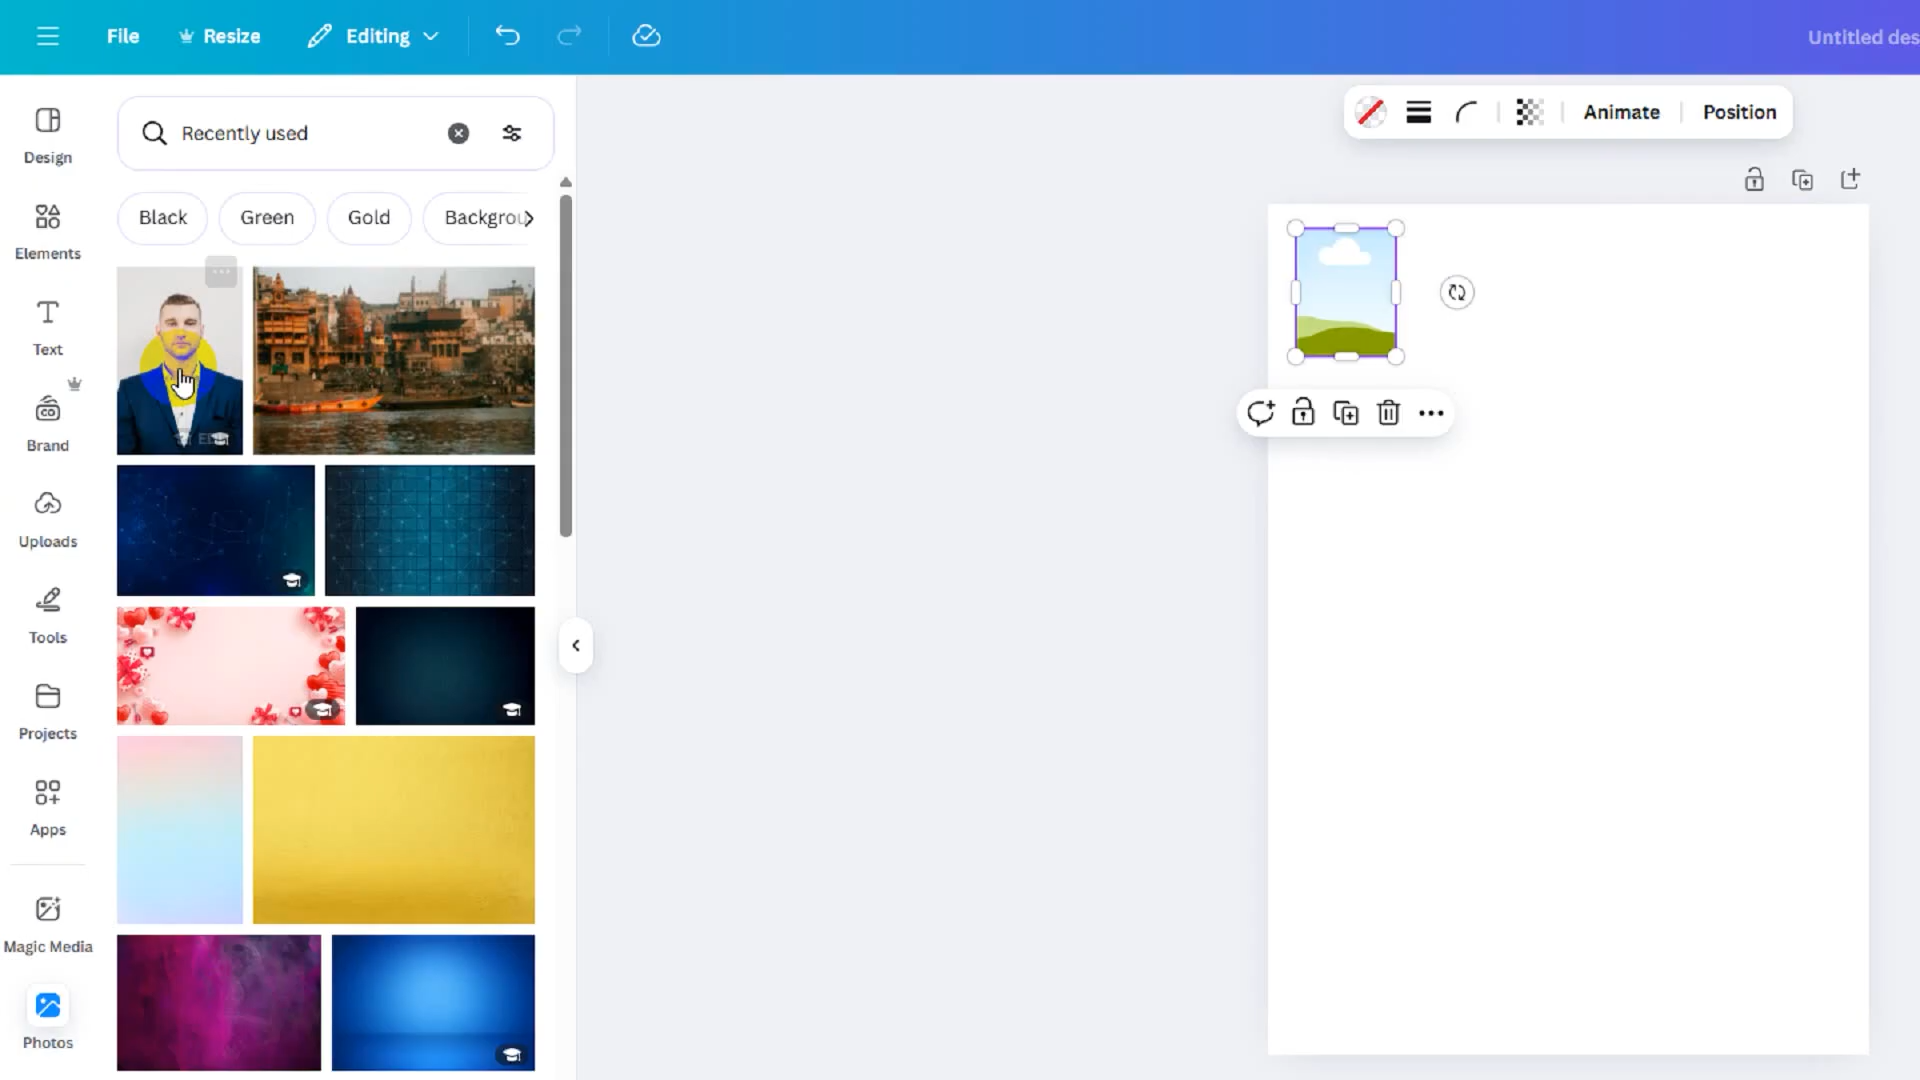 File
Resize
Editing
Untitled des
Design
Elements
Text
Brand
Uploads
Tools
Projects
Apps
Magic Media
Photos
Recently used
Black
Green
Gold
Backgrou
Animate
Position